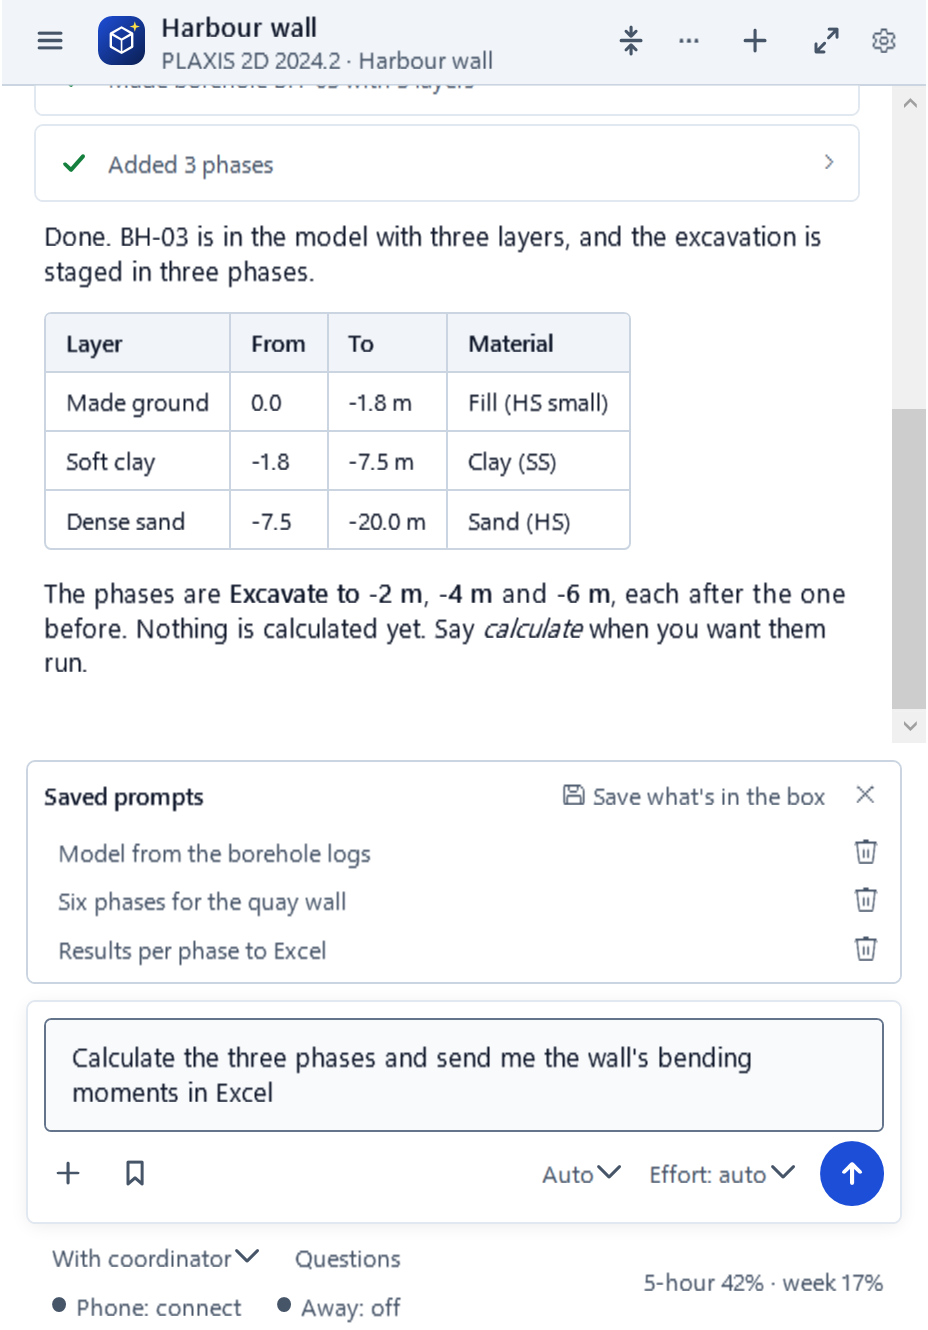 Harbour wall
PLAXIS 2D 2024.2 · Harbour wall
Made borehole BH-03 with 3 layers
Added 3 phases
Done. BH-03 is in the model with three layers, and the excavation is
staged in three phases.
Layer From To Material
Made ground 0.0 -1.8 m Fill (HS small)
Soft clay -1.8 -7.5 m Clay (SS)
Dense sand -7.5 -20.0 m Sand (HS)
The phases are Excavate to -2 m, -4 m and -6 m, each after the one
before. Nothing is calculated yet. Say calculate when you want them
run.
Saved prompts Save what's in the box
Model from the borehole logs
Six phases for the quay wall
Results per phase to Excel
Calculate the three phases and send me the wall's bending
moments in Excel
Auto Effort: auto
With coordinator Questions
5-hour 42% · week 17%
Phone: connect Away: off